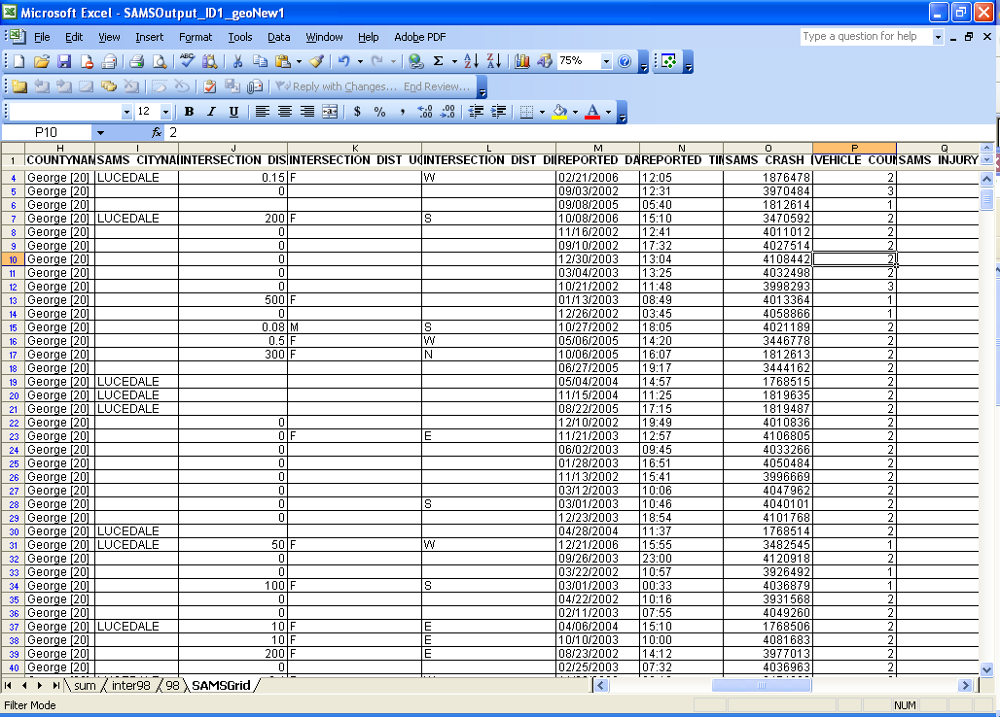 Microsoft Excel - SAMSOutput_ID1_geoNew1
File Edit View Insert Format Tools Data Window Help Adobe PDF
Type a question for help
Σ 75%
Reply with Changes... End Review...
12 B I U $ % , A
P10 fx 2
H I J K L M N O P Q
1 COUNTYNAM SAMS CITYNAM INTERSECTION DIS INTERSECTION DIST UO INTERSECTION DIST DI REPORTED DA REPORTED TIM SAMS CRASH VEHICLE COUN SAMS INJURY
4 George [20] LUCEDALE 0.15 F W 02/21/2006 12:05 1876478 2
5 George [20] 0 09/03/2002 12:31 3970484 3
6 George [20] 09/08/2005 05:40 1812614 1
7 George [20] LUCEDALE 200 F S 10/08/2006 15:10 3470592 2
8 George [20] 0 11/16/2002 12:41 4011012 2
9 George [20] 0 09/10/2002 17:32 4027514 2
10 George [20] 0 12/30/2003 13:04 4108442 2
11 George [20] 0 03/04/2003 13:25 4032498 2
12 George [20] 0 10/21/2002 11:48 3998293 3
13 George [20] 500 F 01/13/2003 08:49 4013364 1
14 George [20] 0 12/26/2002 03:45 4058866 1
15 George [20] 0.08 M S 10/27/2002 18:05 4021189 2
16 George [20] 0.5 F W 05/06/2005 14:20 3446778 2
17 George [20] 300 F N 10/06/2005 16:07 1812613 2
18 George [20] 06/27/2005 19:17 3444162 2
19 George [20] LUCEDALE 05/04/2004 14:57 1768515 2
20 George [20] LUCEDALE 11/15/2004 11:25 1819635 2
21 George [20] LUCEDALE 08/22/2005 17:15 1819487 2
22 George [20] 0 12/10/2002 19:49 4010836 2
23 George [20] 0 F E 11/21/2003 12:57 4106805 2
24 George [20] 0 06/02/2003 09:45 4033266 2
25 George [20] 0 01/28/2003 16:51 4050484 2
26 George [20] 0 11/13/2002 15:41 3996669 2
27 George [20] 0 03/12/2003 10:06 4047962 2
28 George [20] 0 S 03/01/2003 10:46 4040101 2
29 George [20] 0 12/23/2003 18:54 4101768 2
30 George [20] LUCEDALE 04/28/2004 11:37 1768514 2
31 George [20] LUCEDALE 50 F W 12/21/2006 15:55 3482545 1
32 George [20] 0 09/26/2003 23:00 4120918 2
33 George [20] 0 03/22/2002 10:57 3926492 1
34 George [20] 100 F S 03/01/2003 00:33 4036879 1
35 George [20] 0 04/22/2002 10:16 3931568 2
36 George [20] 0 02/11/2003 07:55 4049260 2
37 George [20] LUCEDALE 10 F E 04/06/2004 15:10 1768506 2
38 George [20] 10 F E 10/10/2003 10:00 4081683 2
39 George [20] 200 F E 08/23/2002 14:12 3977013 2
40 George [20] 0 02/25/2003 07:32 4036963 2
sum inter98 98 SAMSGrid
Filter Mode NUM